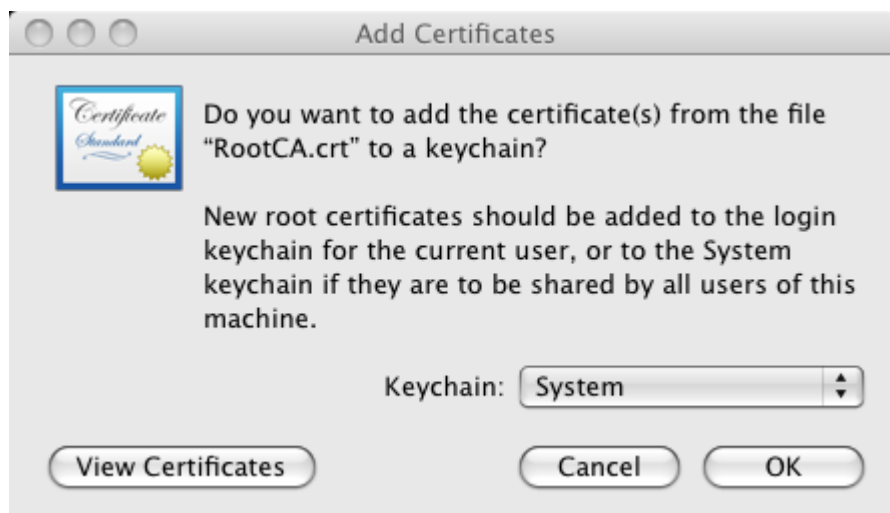 Add Certificates
Certificate
Standard
Do you want to add the certificate(s) from the file
“RootCA.crt” to a keychain?
New root certificates should be added to the login
keychain for the current user, or to the System
keychain if they are to be shared by all users of this
machine.
Keychain: System
View Certificates Cancel OK